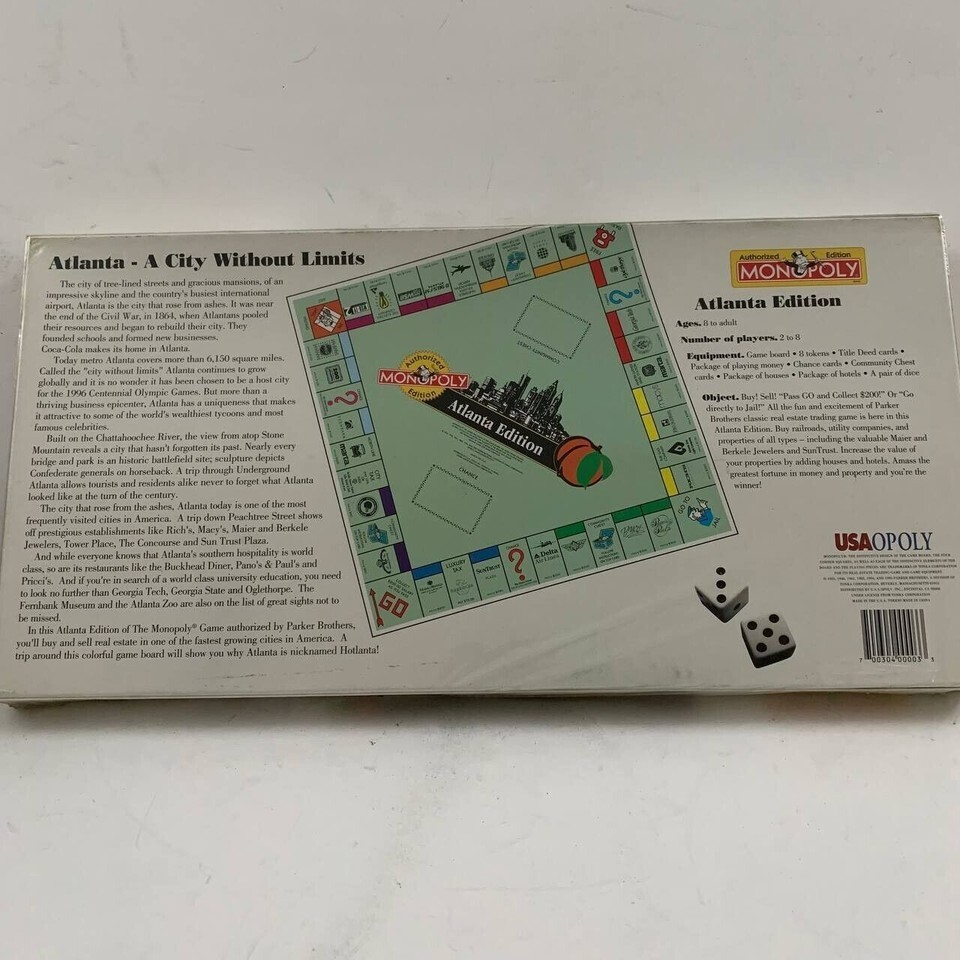 Atlanta - A City Without Limits
The city of tree-lined streets and gracious mansions, of an
impressive skyline and the country's busiest international
airport, Atlanta is the city that rose from ashes. It was near
the end of the Civil War, in 1864, when Atlantans pooled
their resources and began to rebuild their city. They
founded schools and formed new businesses.
Coca-Cola makes its home in Atlanta.
Today metro Atlanta covers more than 6,150 square miles.
Called the "city without limits" Atlanta continues to grow
globally and it is no wonder it has been chosen to be a host city
for the 1996 Centennial Olympic Games. But more than a
thriving business epicenter, Atlanta has a uniqueness that makes
it attractive to some of the world's wealthiest tycoons and most
famous celebrities.
Built on the Chattahoochee River, the view from atop Stone
Mountain reveals a city that hasn't forgotten its past. Nearly every
bridge and park is an historic battlefield site; sculpture depicts
Confederate generals on horseback. A trip through Underground
Atlanta allows tourists and residents alike never to forget what Atlanta
looked like at the turn of the century.
The city that rose from the ashes, Atlanta today is one of the most
frequently visited cities in America. A trip down Peachtree Street shows
off prestigious establishments like Rich's, Macy's, Maier and Berkele
Jewelers, Tower Place, The Concourse and Sun Trust Plaza.
And while everyone knows that Atlanta's southern hospitality is world
class, so are its restaurants like the Buckhead Diner, Pano's & Paul's and
Pricci's. And if you're in search of a world class university education, you need
to look no further than Georgia Tech, Georgia State and Oglethorpe. The
Fernbank Museum and the Atlanta Zoo are also on the list of great sights not to
be missed.
In this Atlanta Edition of The Monopoly® Game authorized by Parker Brothers,
you'll buy and sell real estate in one of the fastest growing cities in America. A
trip around this colorful game board will show you why Atlanta is nicknamed Hotlanta!
Authorized
MONOPOLY
Edition
Atlanta Edition
COMMUNITY CHEST
CHANCE
GO
LUXURY TAX
SUNTRUST
PLAZA
CHANCE
Delta
Air Lines
COMMUNITY CHEST
GO TO
Authorized Edition
MONOPOLY
Atlanta Edition
Ages. 8 to adult
Number of players. 2 to 8
Equipment. Game board • 8 tokens • Title Deed cards •
Package of playing money • Chance cards • Community Chest
cards • Package of houses • Package of hotels • A pair of dice
Object. Buy! Sell! "Pass GO and Collect $200!" Or "Go
directly to Jail!" All the fun and excitement of Parker
Brothers classic real estate trading game is here in this
Atlanta Edition. Buy railroads, utility companies, and
properties of all types – including the valuable Maier and
Berkele Jewelers and SunTrust. Increase the value of
your properties by adding houses and hotels. Amass the
greatest fortune in money and property and you're the
winner!
USAOPOLY
MADE IN THE U.S.A.
7 00304 00003 3